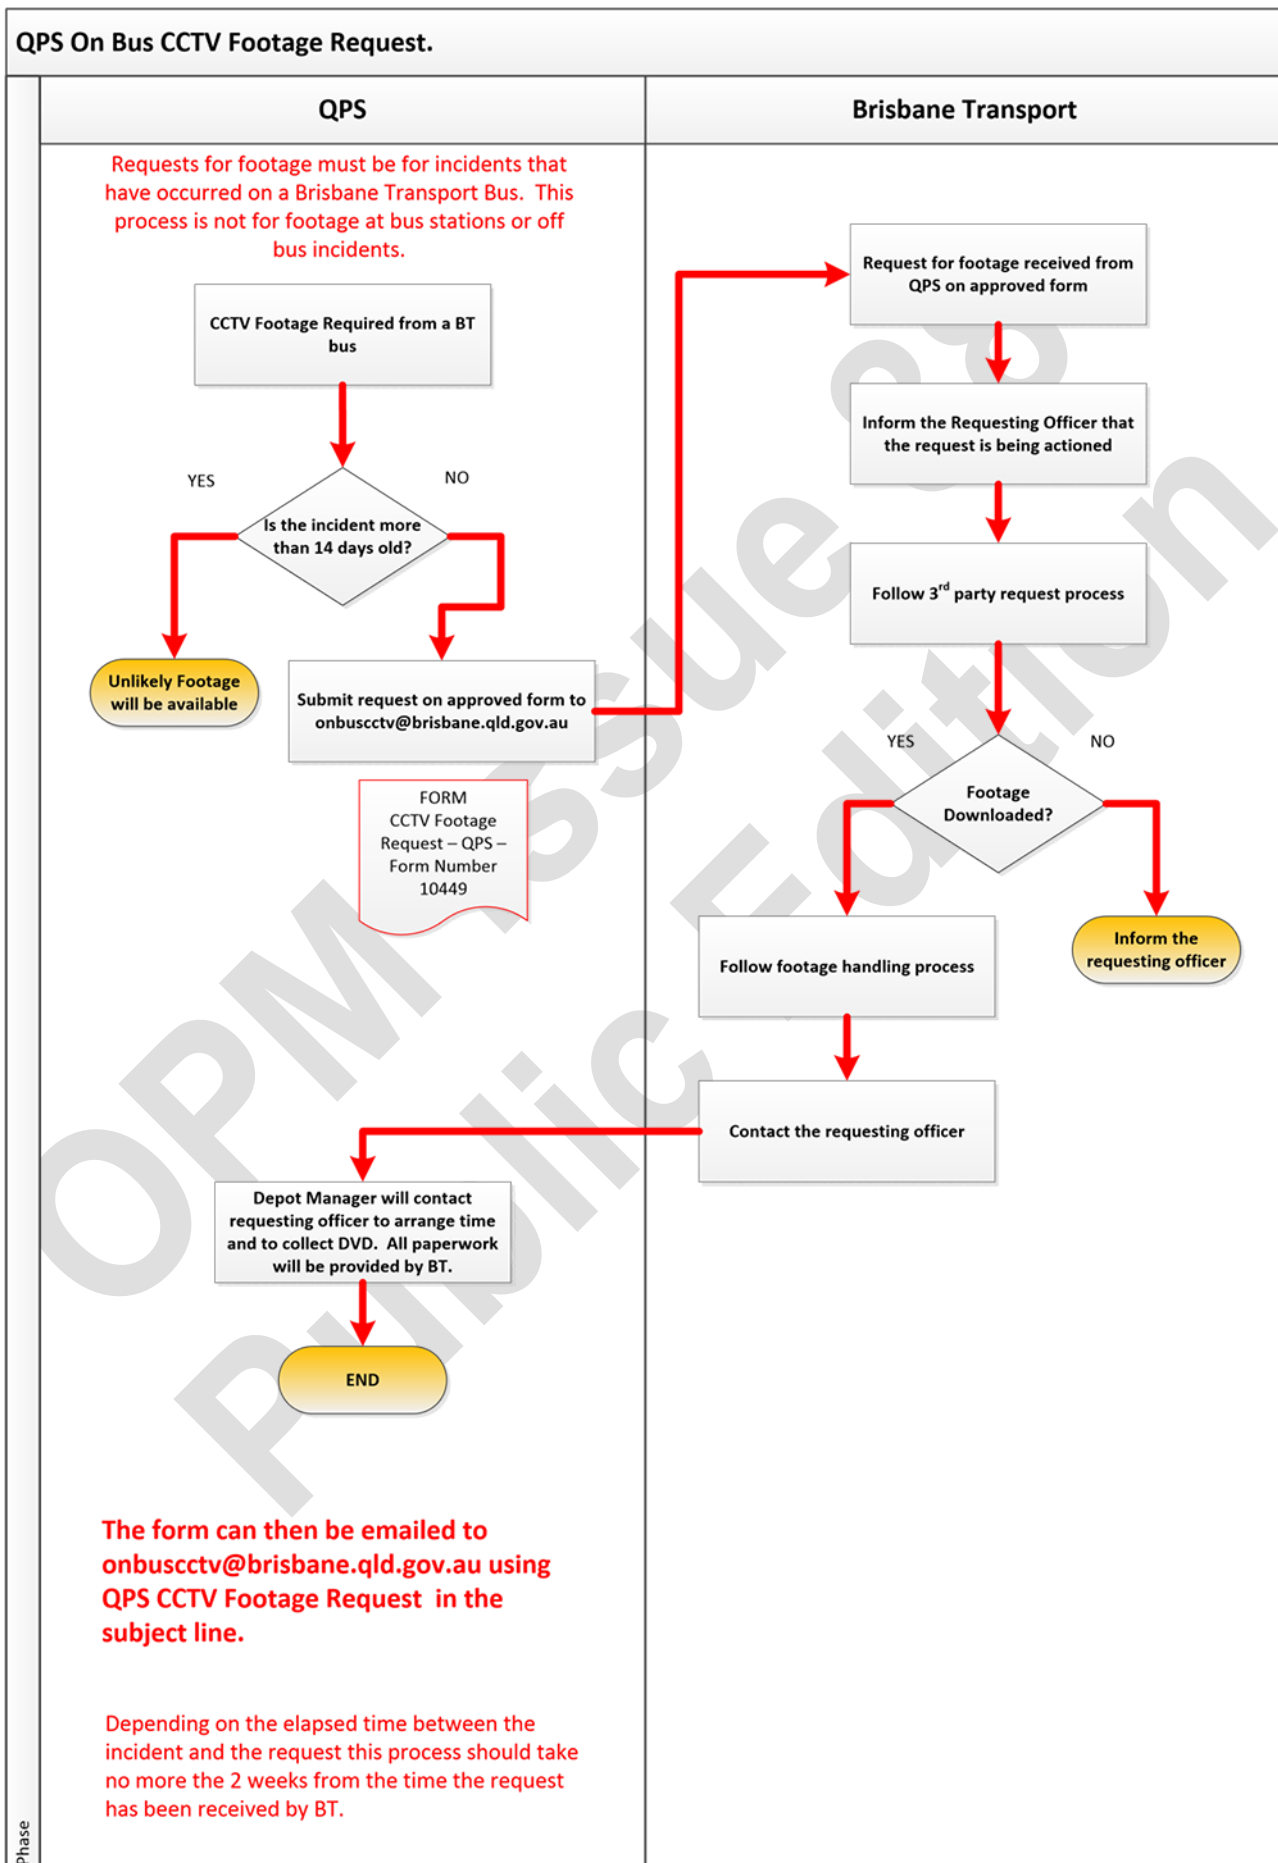 QPS On Bus CCTV Footage Request.
QPS
Brisbane Transport
Requests for footage must be for incidents that
have occurred on a Brisbane Transport Bus. This
process is not for footage at bus stations or off
bus incidents.
CCTV Footage Required from a BT
bus
YES
NO
Is the incident more
than 14 days old?
Unlikely Footage
will be available
Submit request on approved form to
onbuscctv@brisbane.qld.gov.au
FORM
CCTV Footage
Request – QPS –
Form Number
10449
Request for footage received from
QPS on approved form
Inform the Requesting Officer that
the request is being actioned
Follow 3rd party request process
YES
NO
Footage
Downloaded?
Follow footage handling process
Inform the
requesting officer
Contact the requesting officer
Depot Manager will contact
requesting officer to arrange time
and to collect DVD. All paperwork
will be provided by BT.
END
The form can then be emailed to
onbuscctv@brisbane.qld.gov.au using
QPS CCTV Footage Request in the
subject line.
Depending on the elapsed time between the
incident and the request this process should take
no more the 2 weeks from the time the request
has been received by BT.
Phase
OPM Issue
Public Edition